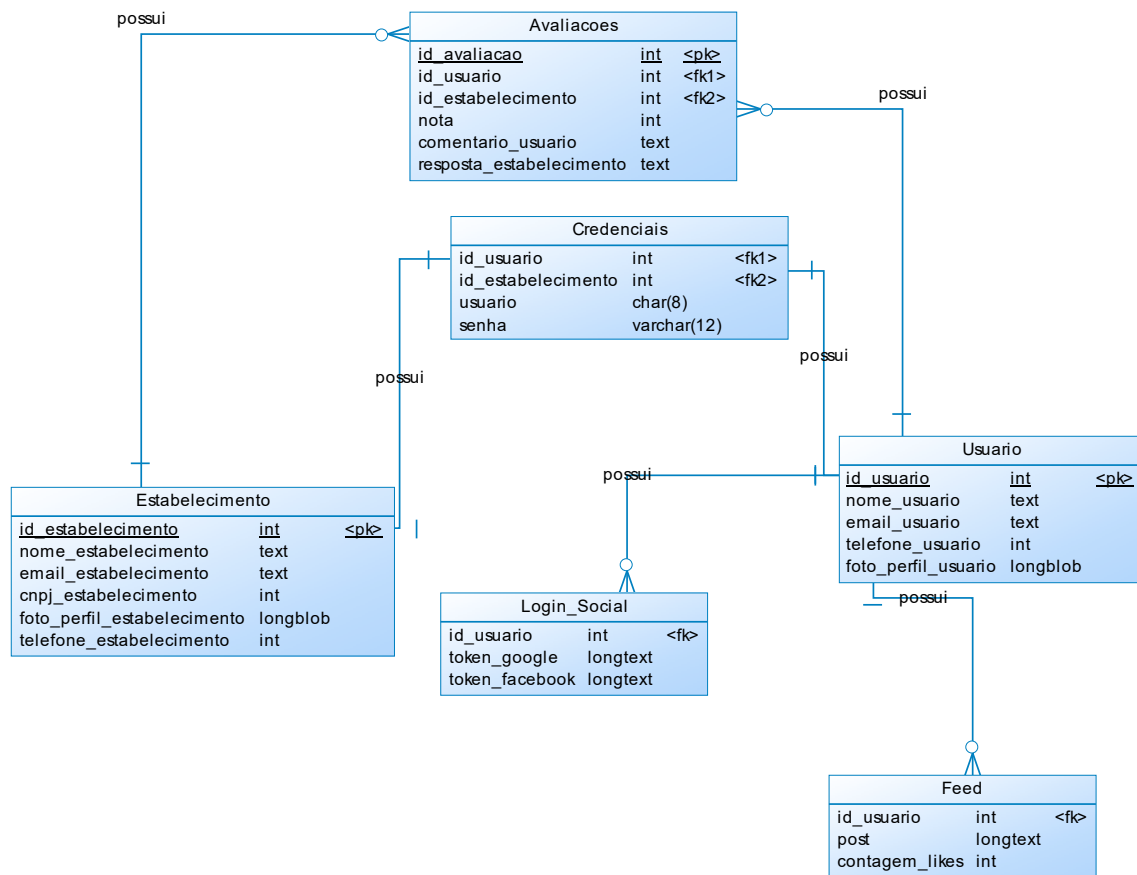 possui
Avaliacoes
id_avaliacao int <pk>
id_usuario int <fk1>
id_estabelecimento int <fk2>
nota int
comentario_usuario text
resposta_estabelecimento text
possui
Credenciais
id_usuario int <fk1>
id_estabelecimento int <fk2>
usuario char(8)
senha varchar(12)
possui
possui
Usuario
id_usuario int <pk>
nome_usuario text
email_usuario text
telefone_usuario int
foto_perfil_usuario longblob
possui
Estabelecimento
id_estabelecimento int <pk>
nome_estabelecimento text
email_estabelecimento text
cnpj_estabelecimento int
foto_perfil_estabelecimento longblob
telefone_estabelecimento int
possui
Login_Social
id_usuario int <fk>
token_google longtext
token_facebook longtext
Feed
id_usuario int <fk>
post longtext
contagem_likes int